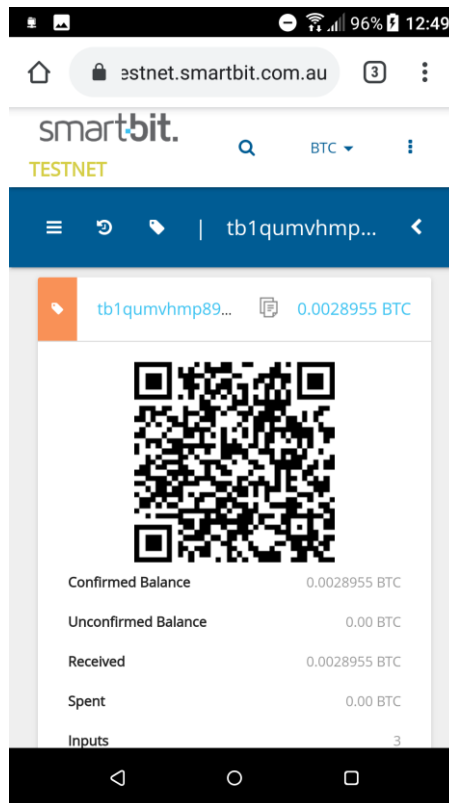 96% 12:49
estnet.smartbit.com.au 3
smartbit.
TESTNET
BTC
| tb1qumvhmp...
tb1qumvhmp89... 0.0028955 BTC
Confirmed Balance 0.0028955 BTC
Unconfirmed Balance 0.00 BTC
Received 0.0028955 BTC
Spent 0.00 BTC
Inputs 3